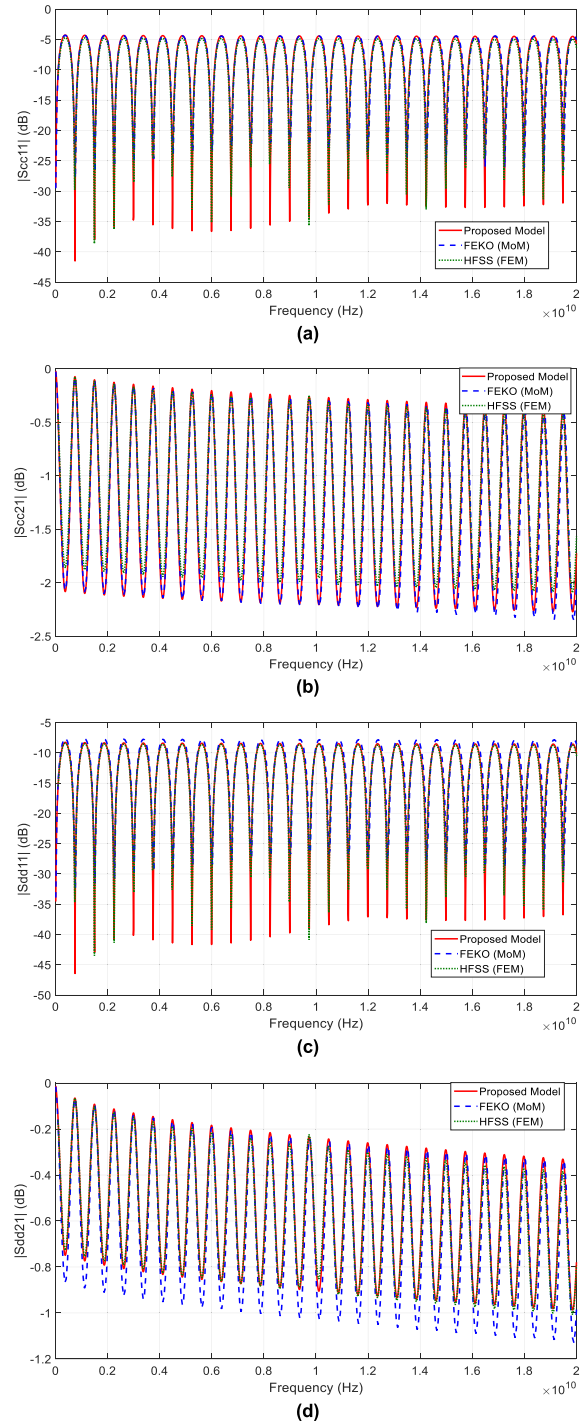 -5
-10
-15
-20
-25
-30
-35
-40
-45
|Scc11| (dB)
Proposed Model
FEKO (MoM)
HFSS (FEM)
0 0.2 0.4 0.6 0.8 1 1.2 1.4 1.6 1.8 2
Frequency (Hz)
×10^10
(a)
0
-0.5
-1
-1.5
-2
-2.5
|Scc21| (dB)
Proposed Model
FEKO (MoM)
HFSS (FEM)
0 0.2 0.4 0.6 0.8 1 1.2 1.4 1.6 1.8 2
Frequency (Hz)
×10^10
(b)
-5
-10
-15
-20
-25
-30
-35
-40
-45
-50
|Sdd11| (dB)
Proposed Model
FEKO (MoM)
HFSS (FEM)
0 0.2 0.4 0.6 0.8 1 1.2 1.4 1.6 1.8 2
Frequency (Hz)
×10^10
(c)
0
-0.2
-0.4
-0.6
-0.8
-1
-1.2
|Sdd21| (dB)
Proposed Model
FEKO (MoM)
HFSS (FEM)
0 0.2 0.4 0.6 0.8 1 1.2 1.4 1.6 1.8 2
Frequency (Hz)
×10^10
(d)